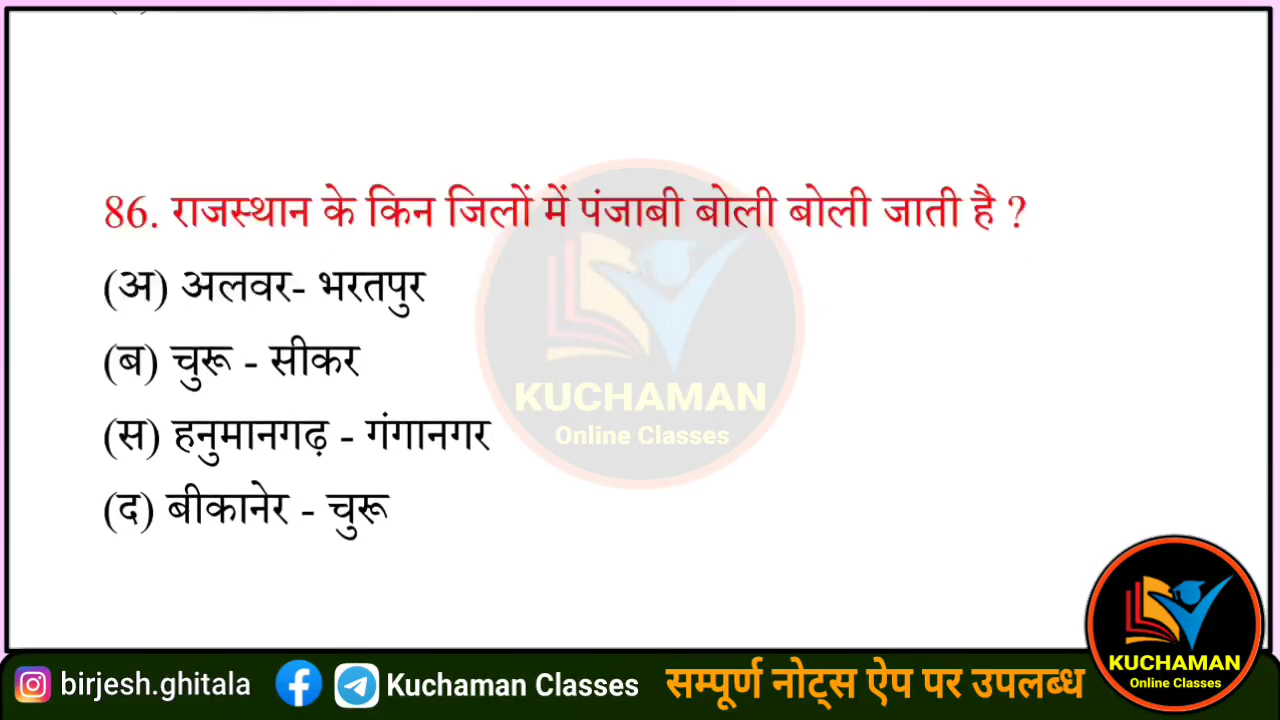 86. राजस्थान के किन जिलों में पंजाबी बोली बोली जाती है ?
(अ) अलवर- भरतपुर
(ब) चुरू - सीकर
(स) हनुमानगढ़ - गंगानगर
(द) बीकानेर - चुरू
KUCHAMAN
Online Classes
KUCHAMAN
Online Classes
birjesh.ghitala
Kuchaman Classes
सम्पूर्ण नोट्स ऐप पर उपलब्ध